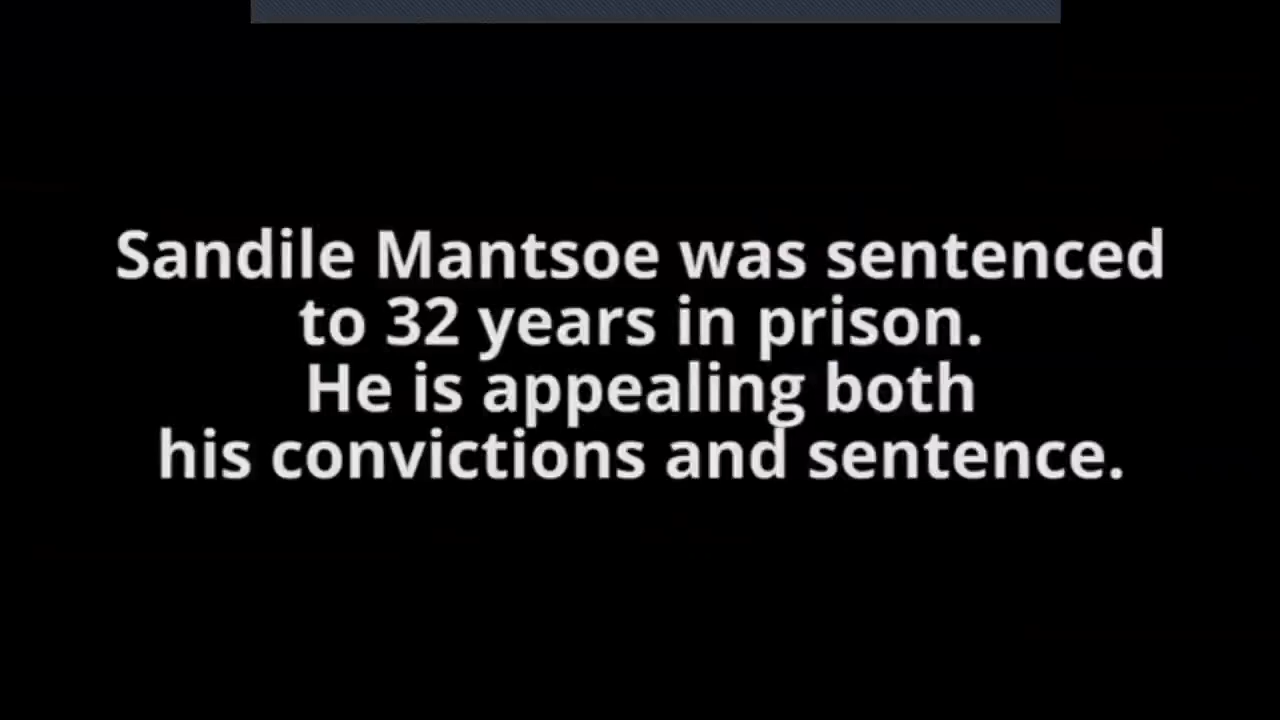 Sandile Mantsoe was sentenced
to 32 years in prison.
He is appealing both
his convictions and sentence.